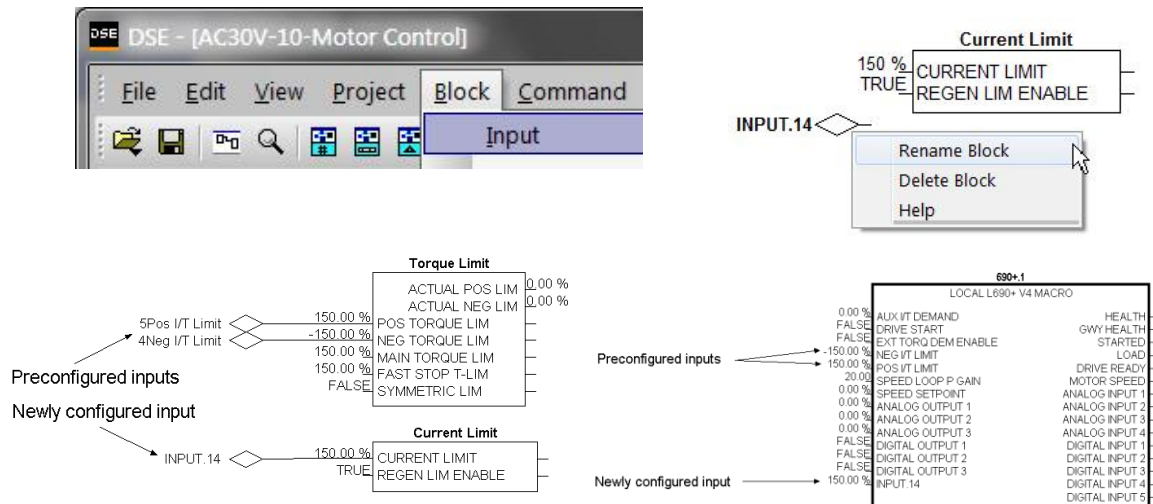 DSE
DSE - [AC30V-10-Motor Control]
File Edit View Project Block Command
Input
Current Limit
150 %
TRUE
CURRENT LIMIT
REGEN LIM ENABLE
INPUT.14
Rename Block
Delete Block
Help
Torque Limit
ACTUAL POS LIM 0.00 %
ACTUAL NEG LIM 0.00 %
5Pos I/T Limit 150.00 % POS TORQUE LIM
4Neg I/T Limit -150.00 % NEG TORQUE LIM
150.00 % MAIN TORQUE LIM
150.00 % FAST STOP T-LIM
FALSE SYMMETRIC LIM
Preconfigured inputs
Newly configured input
Current Limit
INPUT.14 150.00 % CURRENT LIMIT
TRUE REGEN LIM ENABLE
690+.1
LOCAL L690+ V4 MACRO
0.00 % AUX I/T DEMAND HEALTH
FALSE DRIVE START GWY HEALTH
FALSE EXT TORQ DEM ENABLE STARTED
-150.00 % NEG I/T LIMIT LOAD
150.00 % POS I/T LIMIT DRIVE READY
20.00 SPEED LOOP P GAIN MOTOR SPEED
0.00 % SPEED SETPOINT ANALOG INPUT 1
0.00 % ANALOG OUTPUT 1 ANALOG INPUT 2
0.00 % ANALOG OUTPUT 2 ANALOG INPUT 3
0.00 % ANALOG OUTPUT 3 ANALOG INPUT 4
FALSE DIGITAL OUTPUT 1 DIGITAL INPUT 1
FALSE DIGITAL OUTPUT 2 DIGITAL INPUT 2
FALSE DIGITAL OUTPUT 3 DIGITAL INPUT 3
150.00 % INPUT.14 DIGITAL INPUT 4
DIGITAL INPUT 5
Preconfigured inputs
Newly configured input